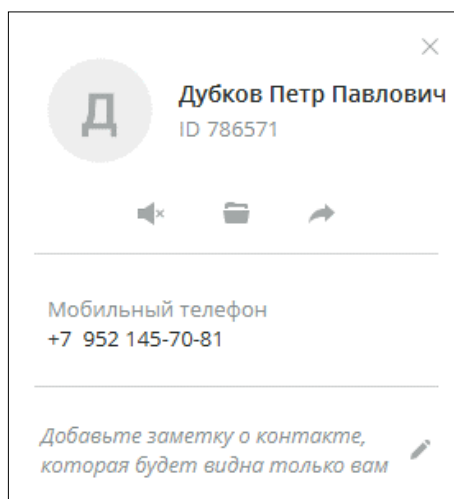 Д
Дубков Петр Павлович
ID 786571
Мобильный телефон
+7 952 145-70-81
Добавьте заметку о контакте,
которая будет видна только вам